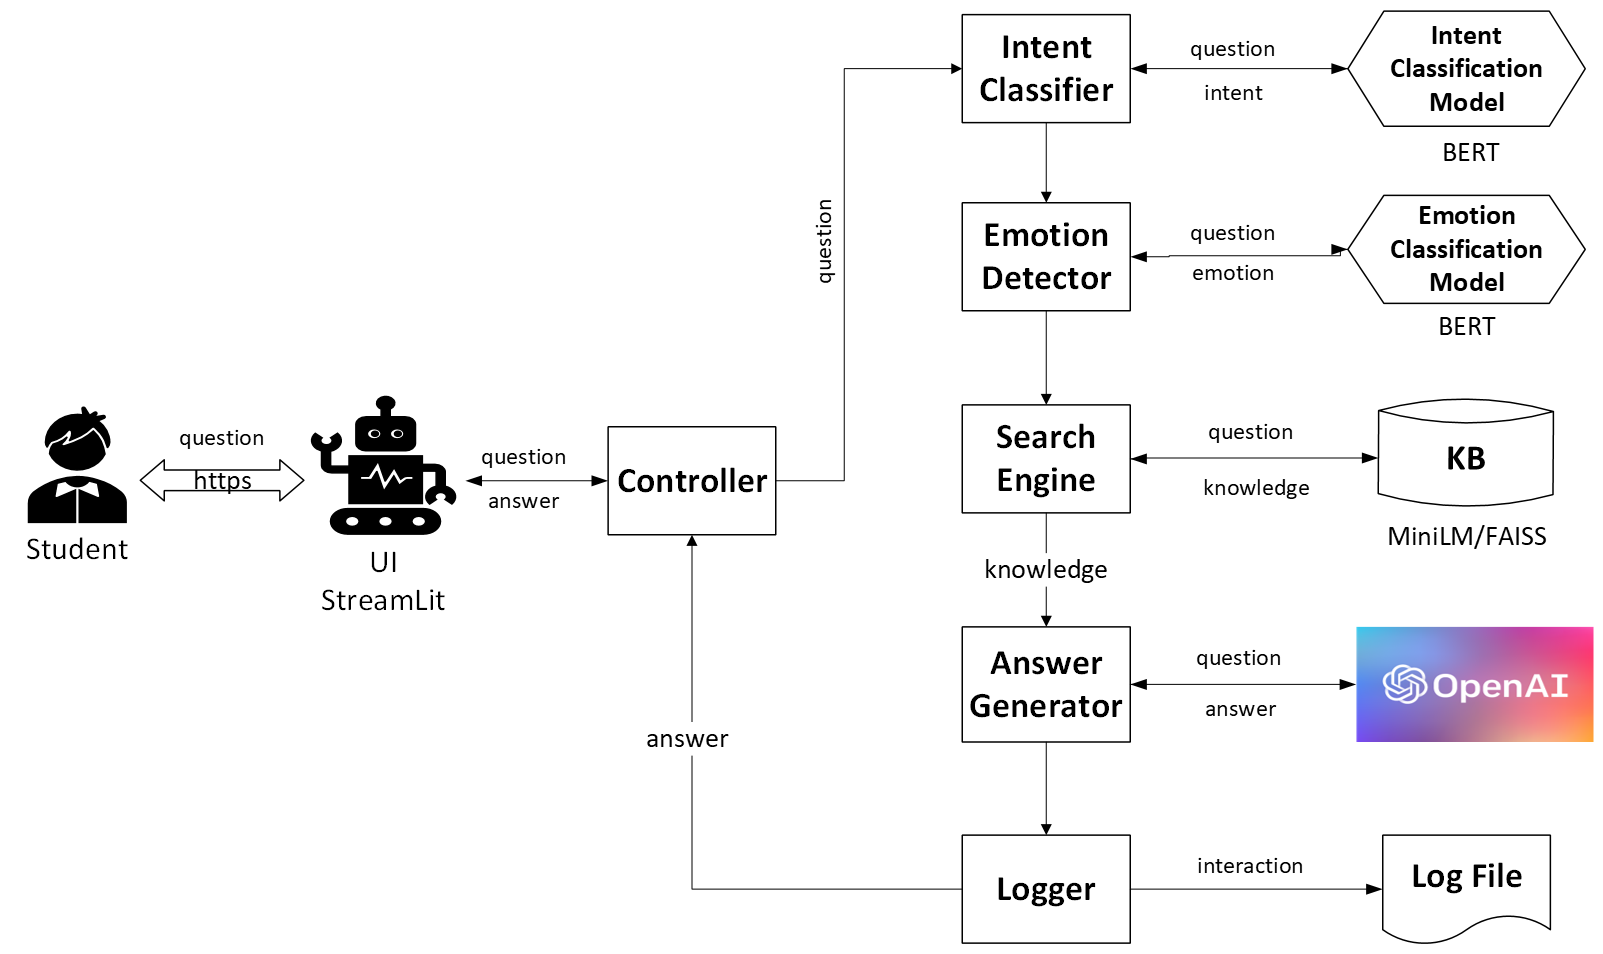 Intent
Classifier
question
intent
Intent
Classification
Model
BERT
question
Emotion
Detector
question
emotion
Emotion
Classification
Model
BERT
Student
question
https
UI
StreamLit
question
answer
Controller
Search
Engine
question
knowledge
KB
MiniLM/FAISS
knowledge
Answer
Generator
question
answer
OpenAI
answer
Logger
interaction
Log File